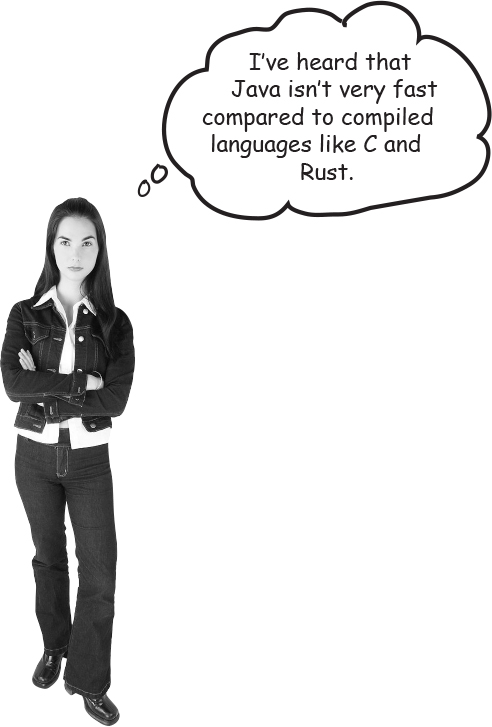 I've heard that
Java isn't very fast
compared to compiled
languages like C and
Rust.